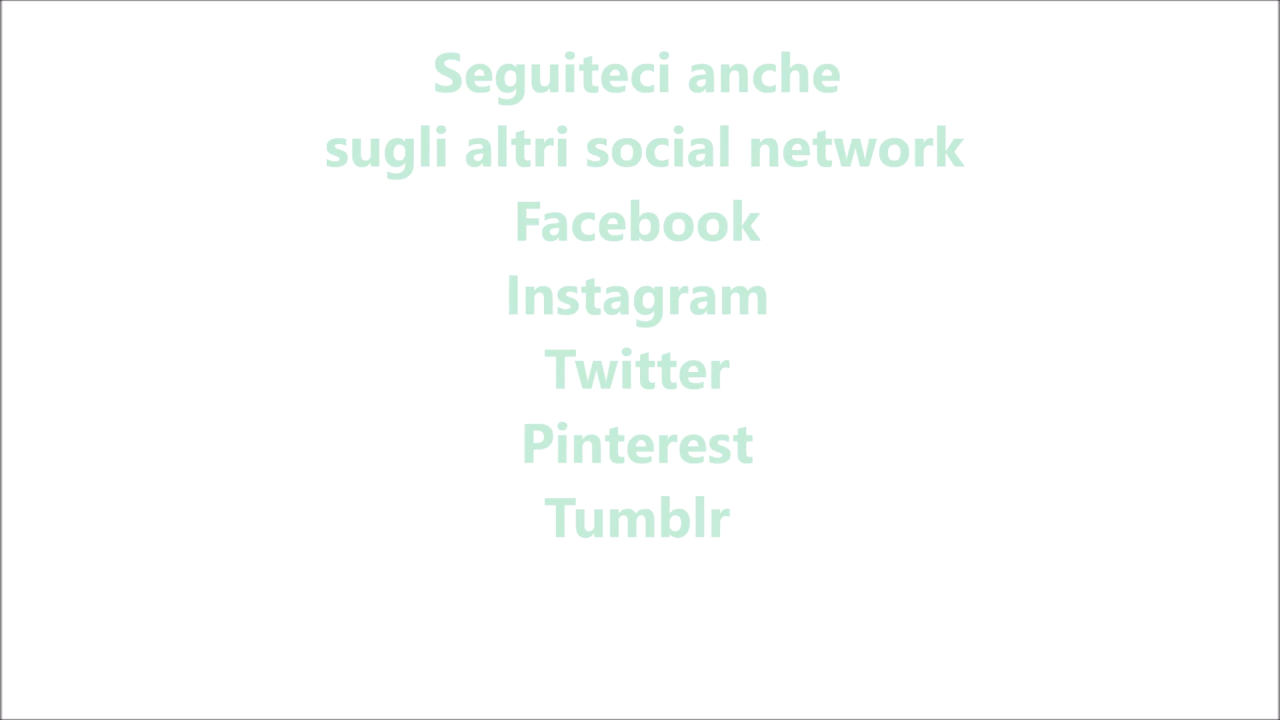 Seguiteci anche
sugli altri social network
Facebook
Instagram
Twitter
Pinterest
Tumblr